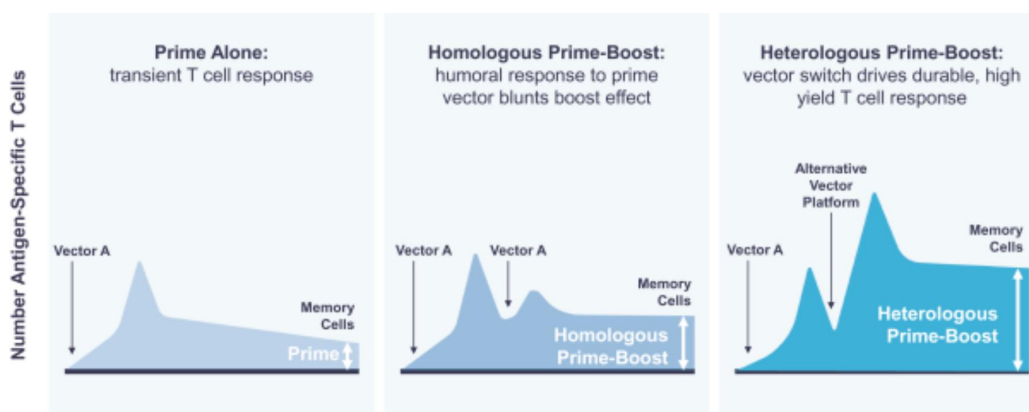 Number Antigen-Specific T Cells
Prime Alone:
transient T cell response
Vector A
Memory
Cells
Prime
Homologous Prime-Boost:
humoral response to prime
vector blunts boost effect
Vector A
Vector A
Memory
Cells
Homologous
Prime-Boost
Heterologous Prime-Boost:
vector switch drives durable, high
yield T cell response
Alternative
Vector
Platform
Vector A
Memory
Cells
Heterologous
Prime-Boost